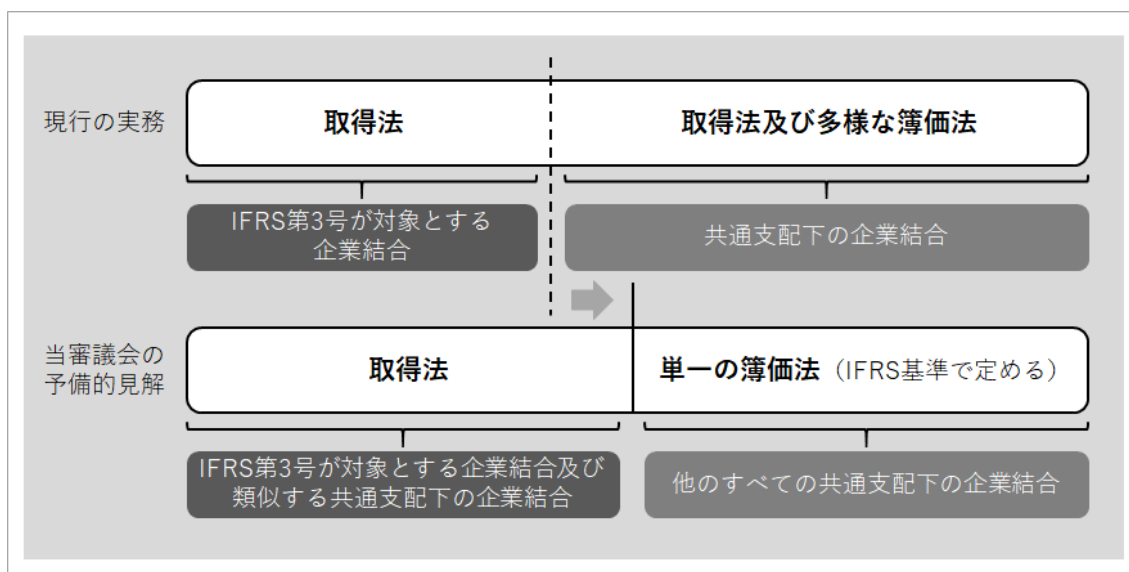 現行の実務
取得法
取得法及び多様な簿価法
IFRS第3号が対象とする
企業結合
共通支配下の企業結合
当審議会の
予備的見解
取得法
単一の簿価法（IFRS基準で定める）
IFRS第3号が対象とする企業結合及び
類似する共通支配下の企業結合
他のすべての共通支配下の企業結合